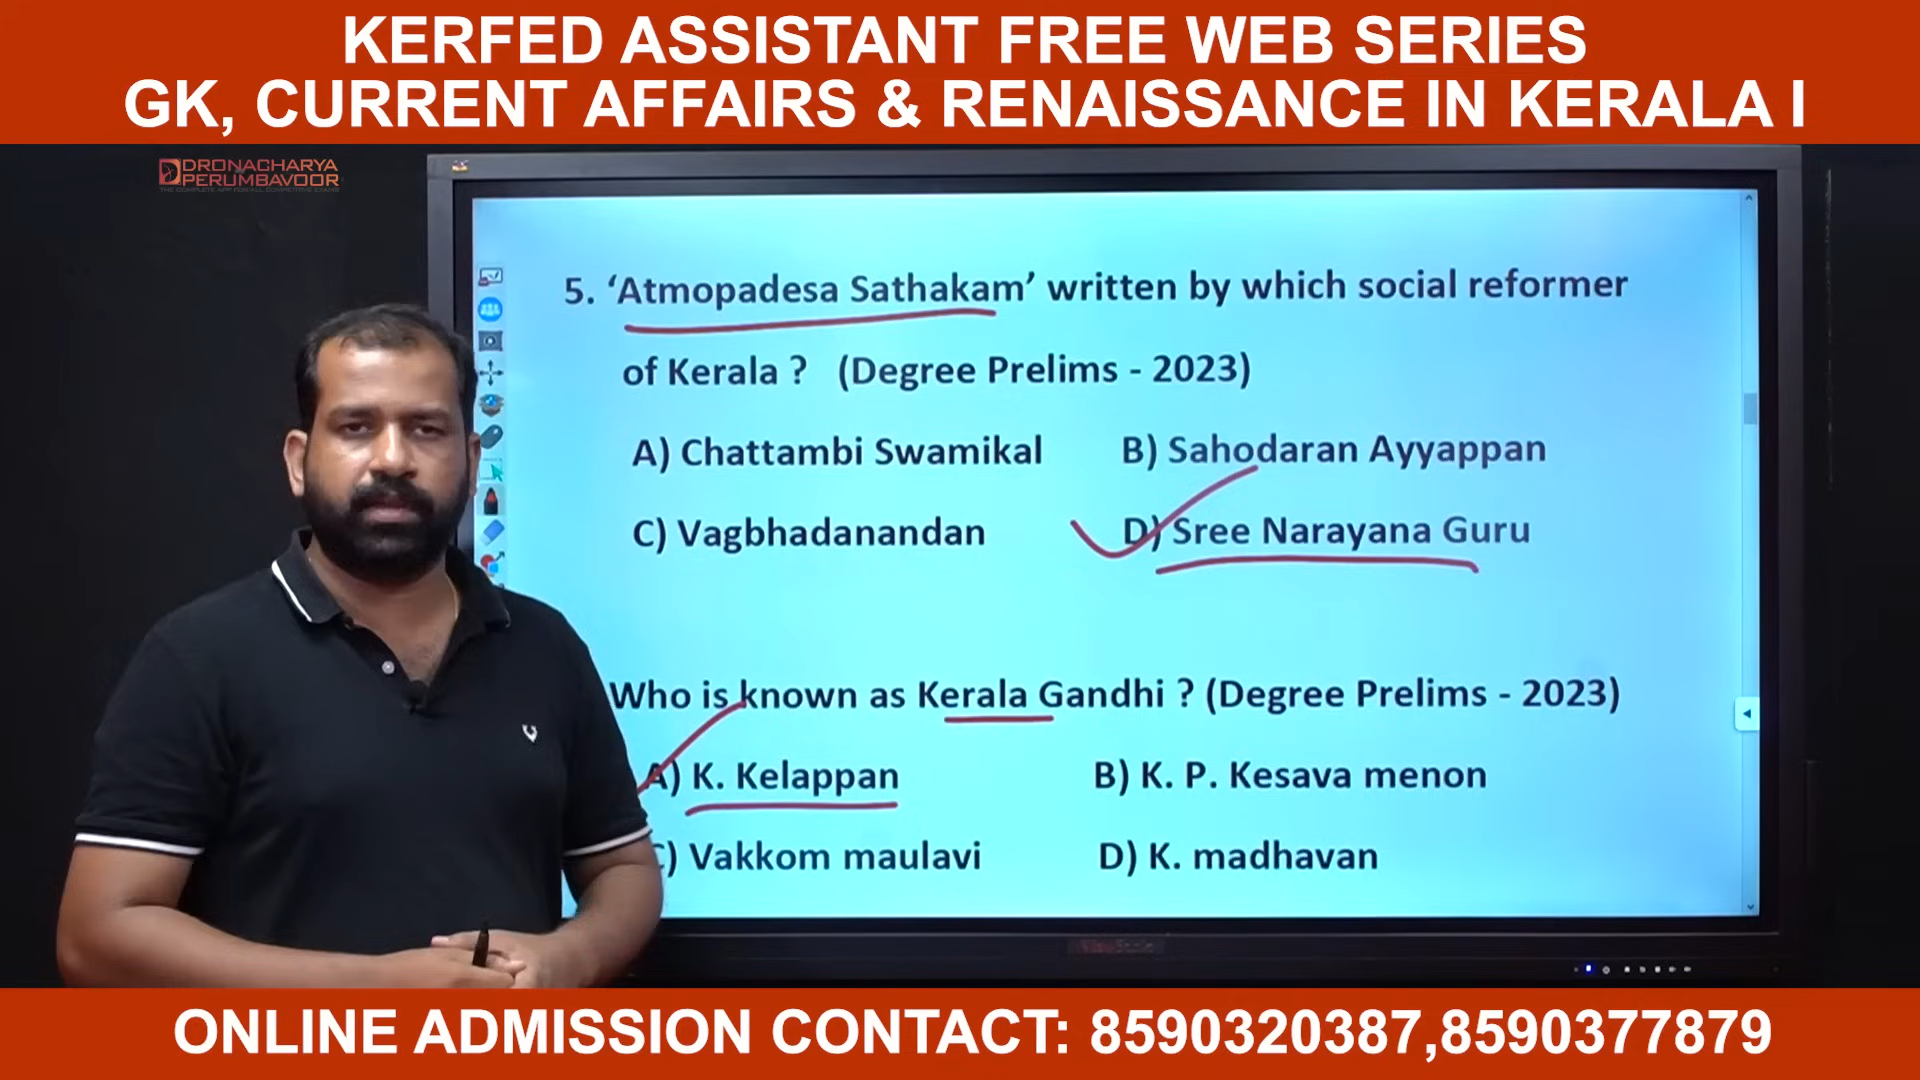 KERFED ASSISTANT FREE WEB SERIES
GK, CURRENT AFFAIRS & RENAISSANCE IN KERALA I
DRONACHARYA
PERUMBAVOOR
5. ‘Atmopadesa Sathakam’ written by which social reformer
of Kerala ? (Degree Prelims - 2023)
A) Chattambi Swamikal B) Sahodaran Ayyappan
C) Vagbhadanandan D) Sree Narayana Guru
Who is known as Kerala Gandhi ? (Degree Prelims - 2023)
A) K. Kelappan B) K. P. Kesava menon
C) Vakkom maulavi D) K. madhavan
ONLINE ADMISSION CONTACT: 8590320387,8590377879